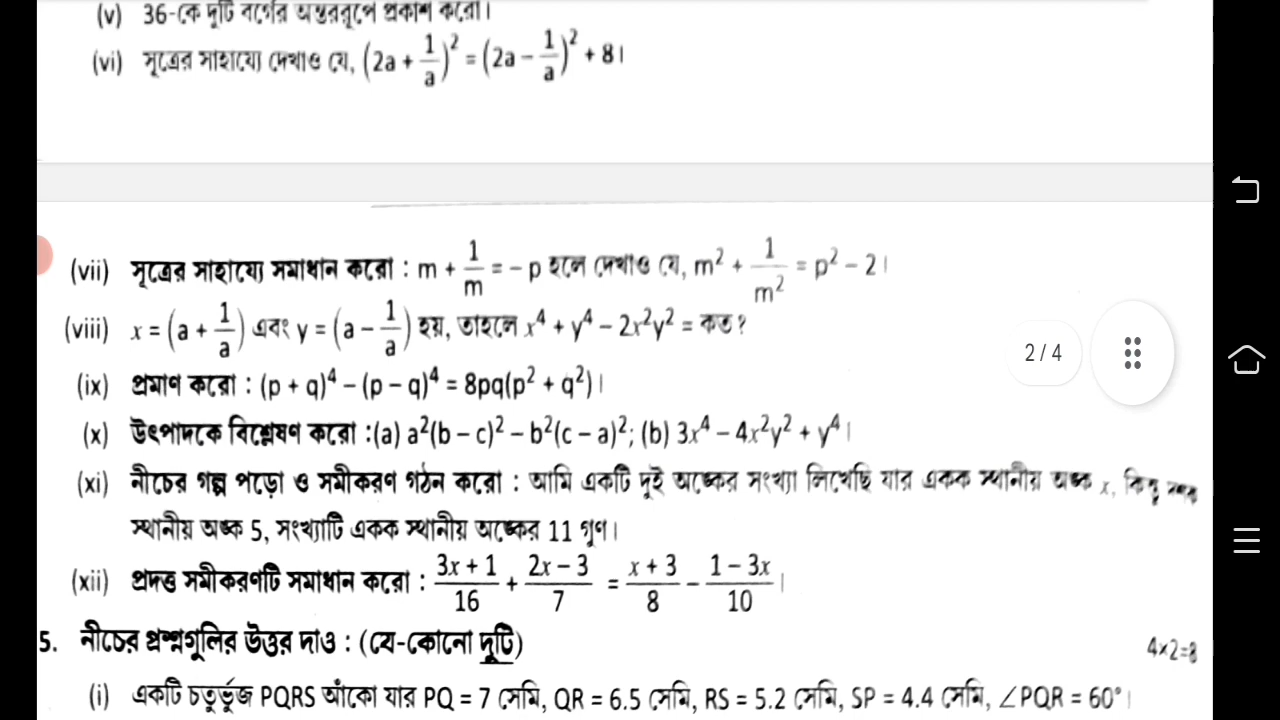 (v) 36-কে দুটি বর্গের অন্তররূপে প্রকাশ করো।
(vi) সূত্রের সাহায্যে দেখাও যে, (2a + 1/a)² = (2a − 1/a)² + 8।
(vii) সূত্রের সাহায্যে সমাধান করো : m + 1/m = − p হলে দেখাও যে, m² + 1/m² = p² − 2।
(viii) x = (a + 1/a) এবং y = (a − 1/a) হয়, তাহলে x⁴ + y⁴ − 2x²y² = কত?
2/4
(ix) প্রমাণ করো : (p + q)⁴ − (p − q)⁴ = 8pq(p² + q²)।
(x) উৎপাদকে বিশ্লেষণ করো :(a) a²(b − c)² − b²(c − a)²; (b) 3x⁴ − 4x²y² + y⁴।
(xi) নীচের গল্প পড়ো ও সমীকরণ গঠন করো : আমি একটি দুই অঙ্কের সংখ্যা লিখেছি যার একক স্থানীয় অঙ্ক x, কিন্তু দশক
স্থানীয় অঙ্ক 5, সংখ্যাটি একক স্থানীয় অঙ্কের 11 গুণ।
(xii) প্রদত্ত সমীকরণটি সমাধান করো : (3x + 1)/16 + (2x − 3)/7 = (x + 3)/8 − (1 − 3x)/10।
5. নীচের প্রশ্নগুলির উত্তর দাও : (যে-কোনো দুটি) 4×2=8
(i) একটি চতুর্ভুজ PQRS আঁকো যার PQ = 7 সেমি, QR = 6.5 সেমি, RS = 5.2 সেমি, SP = 4.4 সেমি, ∠PQR = 60°।